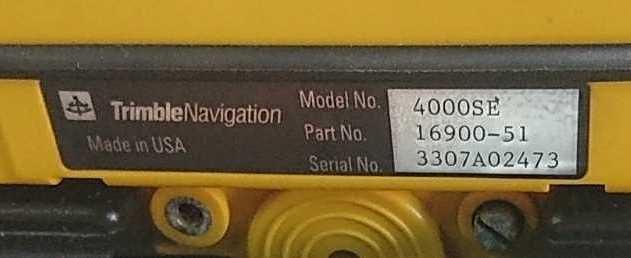 TrimbleNavigation Model No. 4000SE
Part No. 16900-51
Made in USA
Serial No. 3307A02473